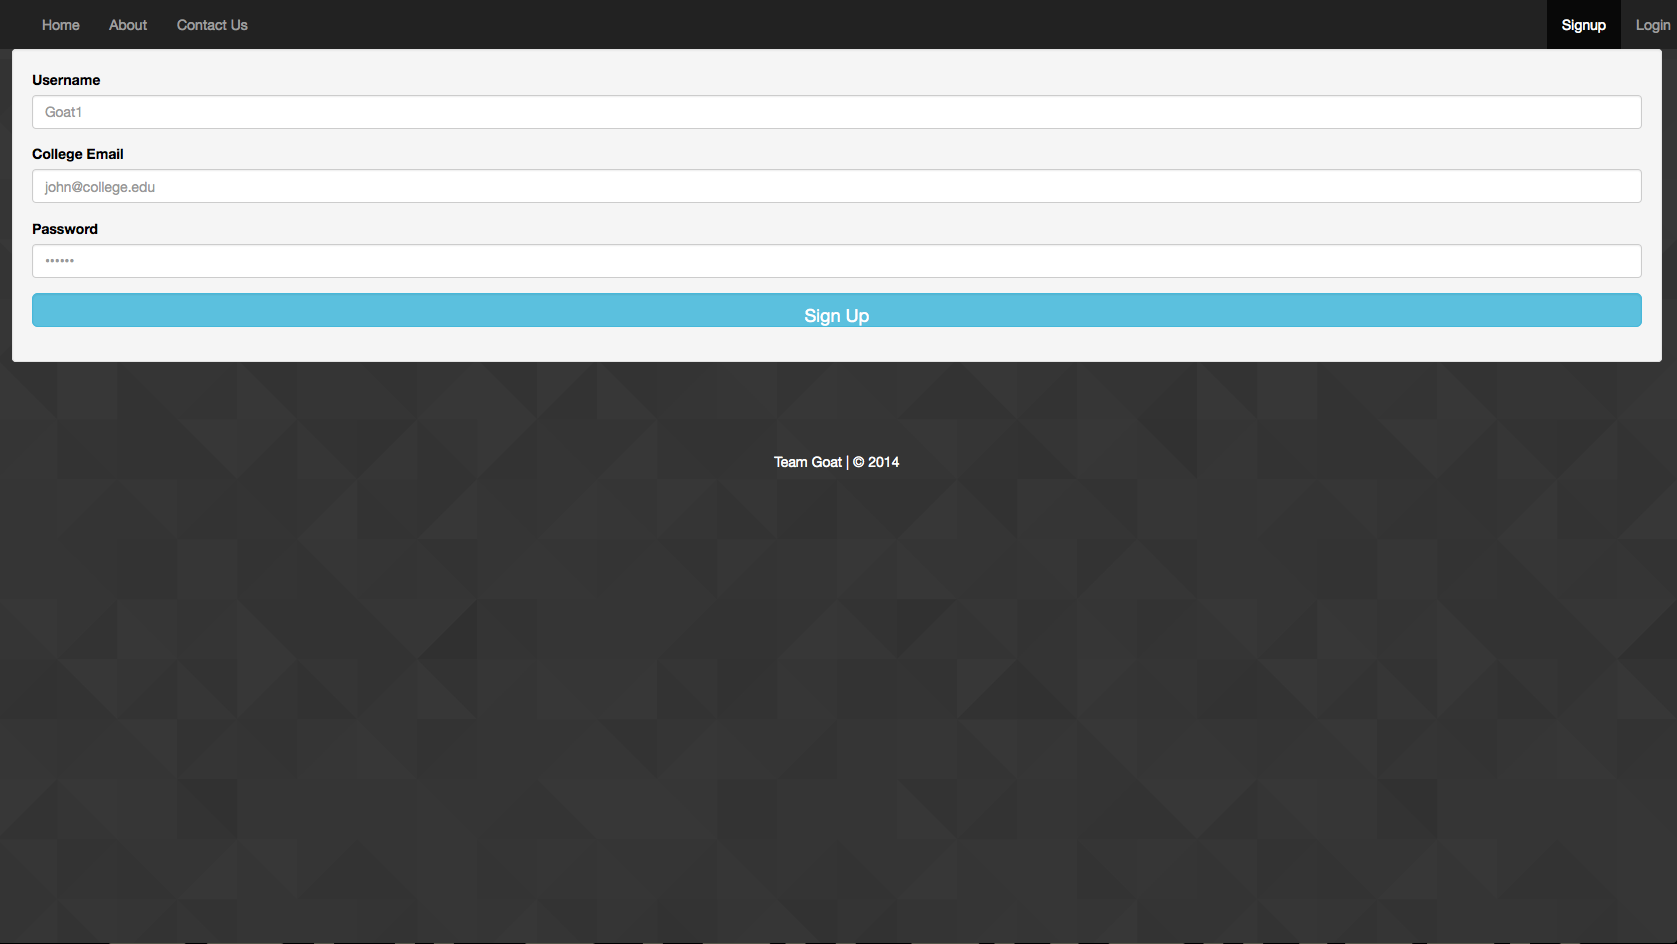 Home About Contact Us Signup Login
Username
Goat1
College Email
john@college.edu
Password
••••••
Sign Up
Team Goat | © 2014